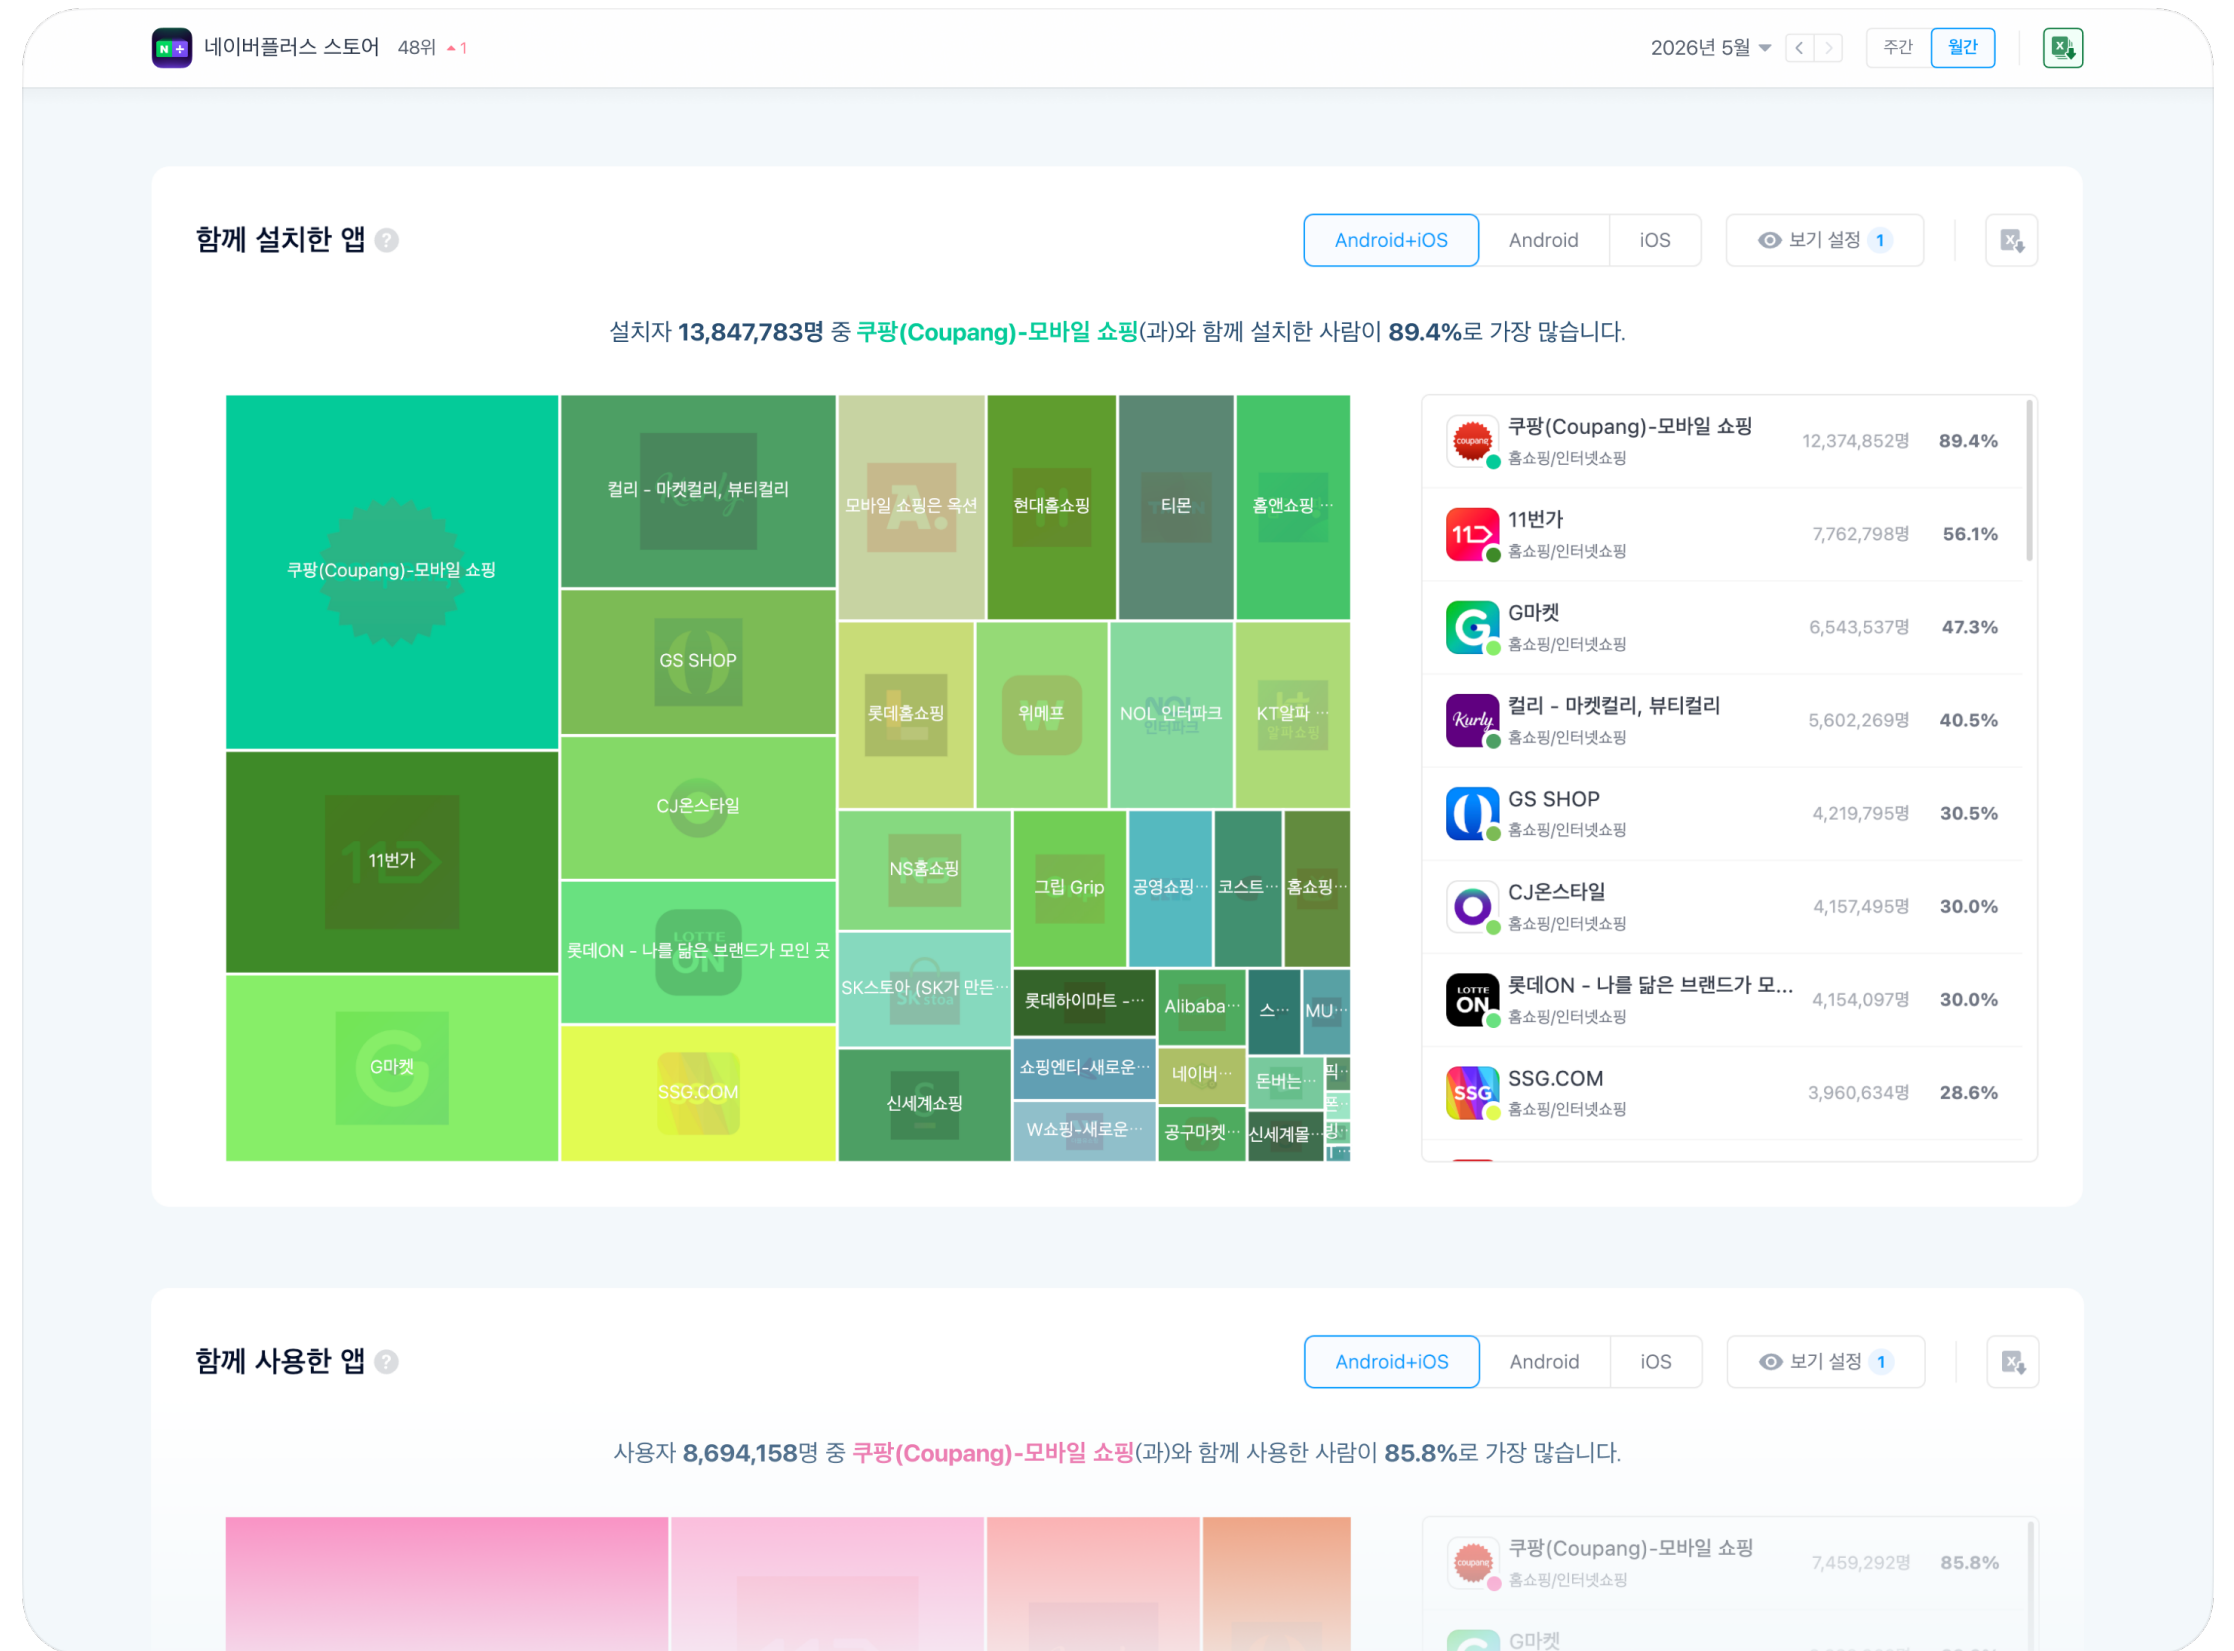 네이버플러스 스토어 48위 1
2026년 5월 주간 월간
함께 설치한 앱 ?
Android+iOS Android iOS 보기 설정 1
설치자 13,847,783명 중 쿠팡(Coupang)-모바일 쇼핑(과)와 함께 설치한 사람이 89.4%로 가장 많습니다.
쿠팡(Coupang)-모바일 쇼핑
11번가
G마켓
컬리 - 마켓컬리, 뷰티컬리
GS SHOP
CJ온스타일
롯데ON - 나를 닮은 브랜드가 모인 곳
SSG.COM
모바일 쇼핑은 옥션
현대홈쇼핑
티몬
홈앤쇼핑 …
롯데홈쇼핑
위메프
NOL 인터파크
KT알파 …
NS홈쇼핑
SK스토아 (SK가 만든…
신세계쇼핑
그립 Grip
공영쇼핑…
코스트…
홈쇼핑…
롯데하이마트 -…
쇼핑엔티-새로운…
W쇼핑-새로운…
Alibaba…
네이버…
공구마켓…
스…
MU…
돈버는…
신세계몰…
픽…
폰…
빙…
coupang
쿠팡(Coupang)-모바일 쇼핑
홈쇼핑/인터넷쇼핑
12,374,852명 89.4%
11번가
홈쇼핑/인터넷쇼핑
7,762,798명 56.1%
G마켓
홈쇼핑/인터넷쇼핑
6,543,537명 47.3%
Kurly
컬리 - 마켓컬리, 뷰티컬리
홈쇼핑/인터넷쇼핑
5,602,269명 40.5%
GS SHOP
홈쇼핑/인터넷쇼핑
4,219,795명 30.5%
CJ온스타일
홈쇼핑/인터넷쇼핑
4,157,495명 30.0%
LOTTE ON
롯데ON - 나를 닮은 브랜드가 모...
홈쇼핑/인터넷쇼핑
4,154,097명 30.0%
SSG
SSG.COM
홈쇼핑/인터넷쇼핑
3,960,634명 28.6%
함께 사용한 앱 ?
Android+iOS Android iOS 보기 설정 1
사용자 8,694,158명 중 쿠팡(Coupang)-모바일 쇼핑(과)와 함께 사용한 사람이 85.8%로 가장 많습니다.
coupang
쿠팡(Coupang)-모바일 쇼핑
홈쇼핑/인터넷쇼핑
7,459,292명 85.8%
G마켓